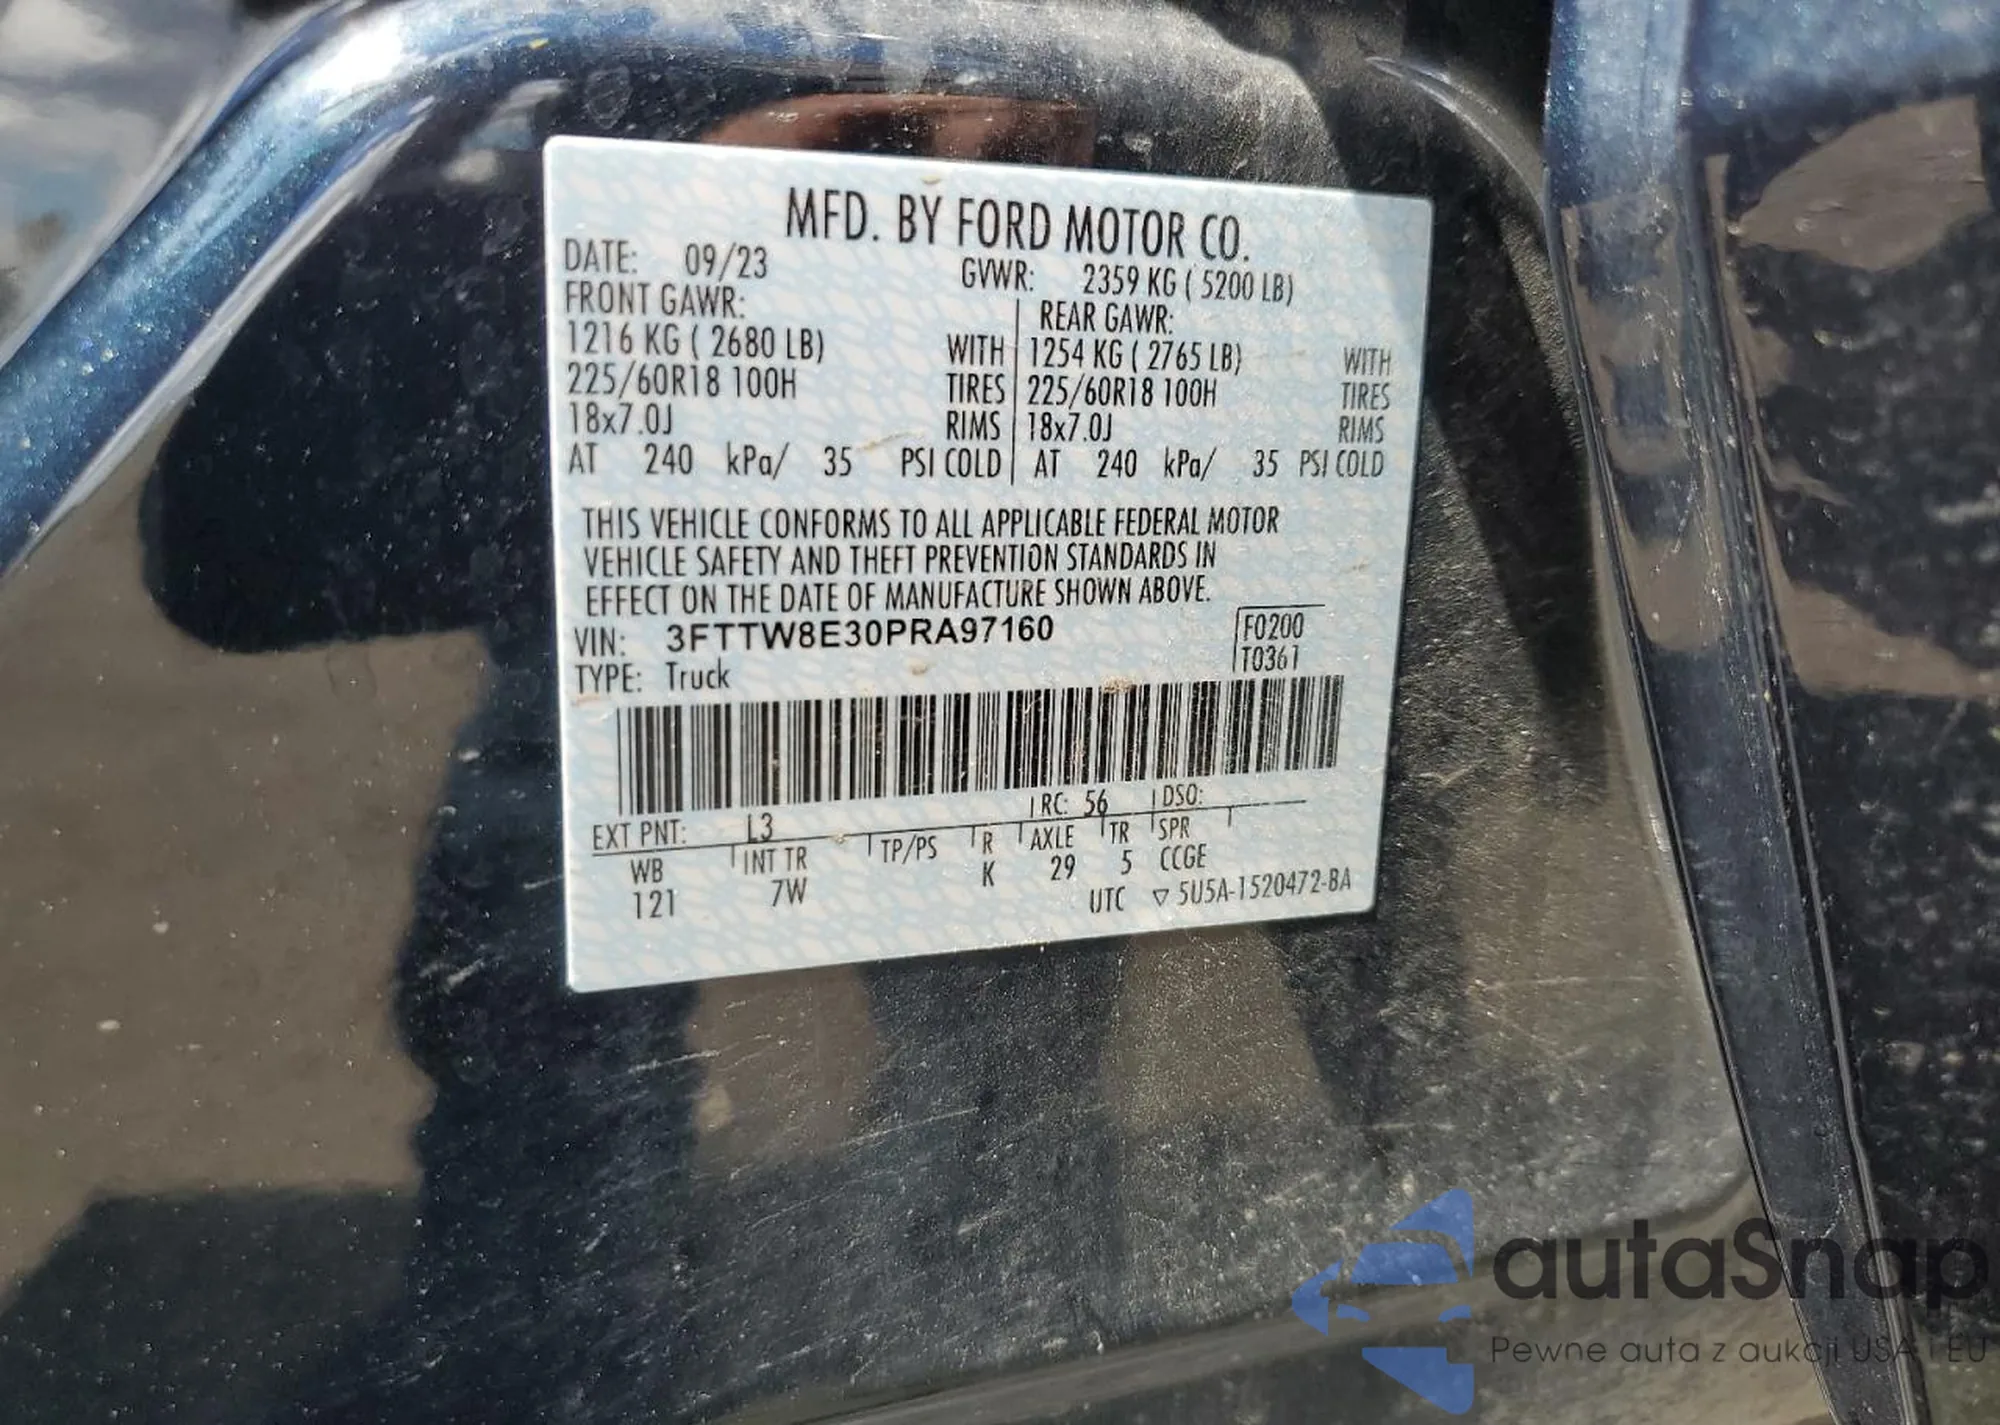 MFD. BY FORD MOTOR CO.
DATE: 09/23 GVWR: 2359 KG ( 5200 LB)
FRONT GAWR: REAR GAWR:
1216 KG ( 2680 LB) WITH 1254 KG ( 2765 LB) WITH
225/60R18 100H TIRES 225/60R18 100H TIRES
18x7.0J RIMS 18x7.0J RIMS
AT 240 kPa/ 35 PSI COLD AT 240 kPa/ 35 PSI COLD
THIS VEHICLE CONFORMS TO ALL APPLICABLE FEDERAL MOTOR
VEHICLE SAFETY AND THEFT PREVENTION STANDARDS IN
EFFECT ON THE DATE OF MANUFACTURE SHOWN ABOVE.
VIN: 3FTTW8E30PRA97160 F0200
TYPE: Truck T0361
EXT PNT: L3 RC: 56 DSO:
WB INT TR TP/PS R AXLE TR SPR
121 7W K 29 5 CCGE
UTC ▽ 5U5A-1520472-BA
autaSnap
Pewne auta z aukcji USA i EU